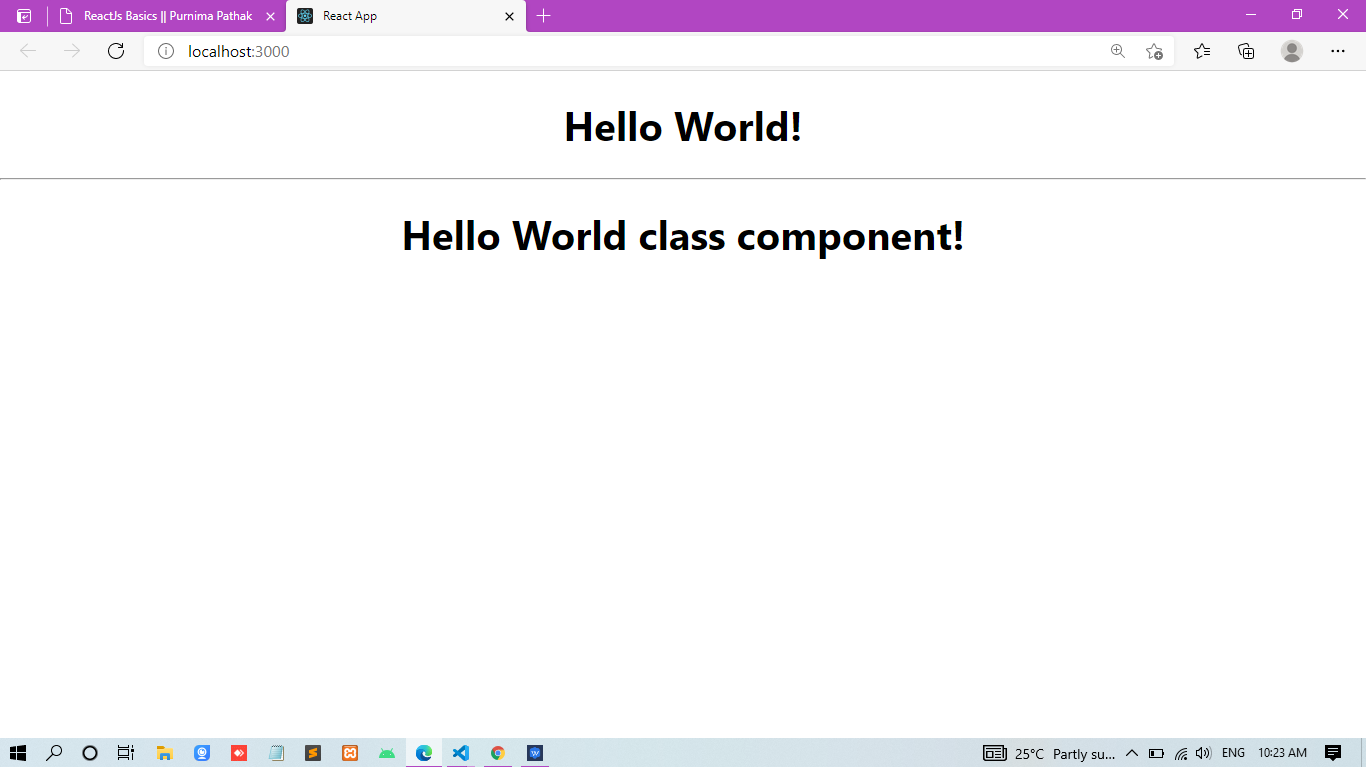 ReactJs Basics || Purnima Pathak
React App
localhost:3000
Hello World!
Hello World class component!
25°C Partly su...
ENG
10:23 AM